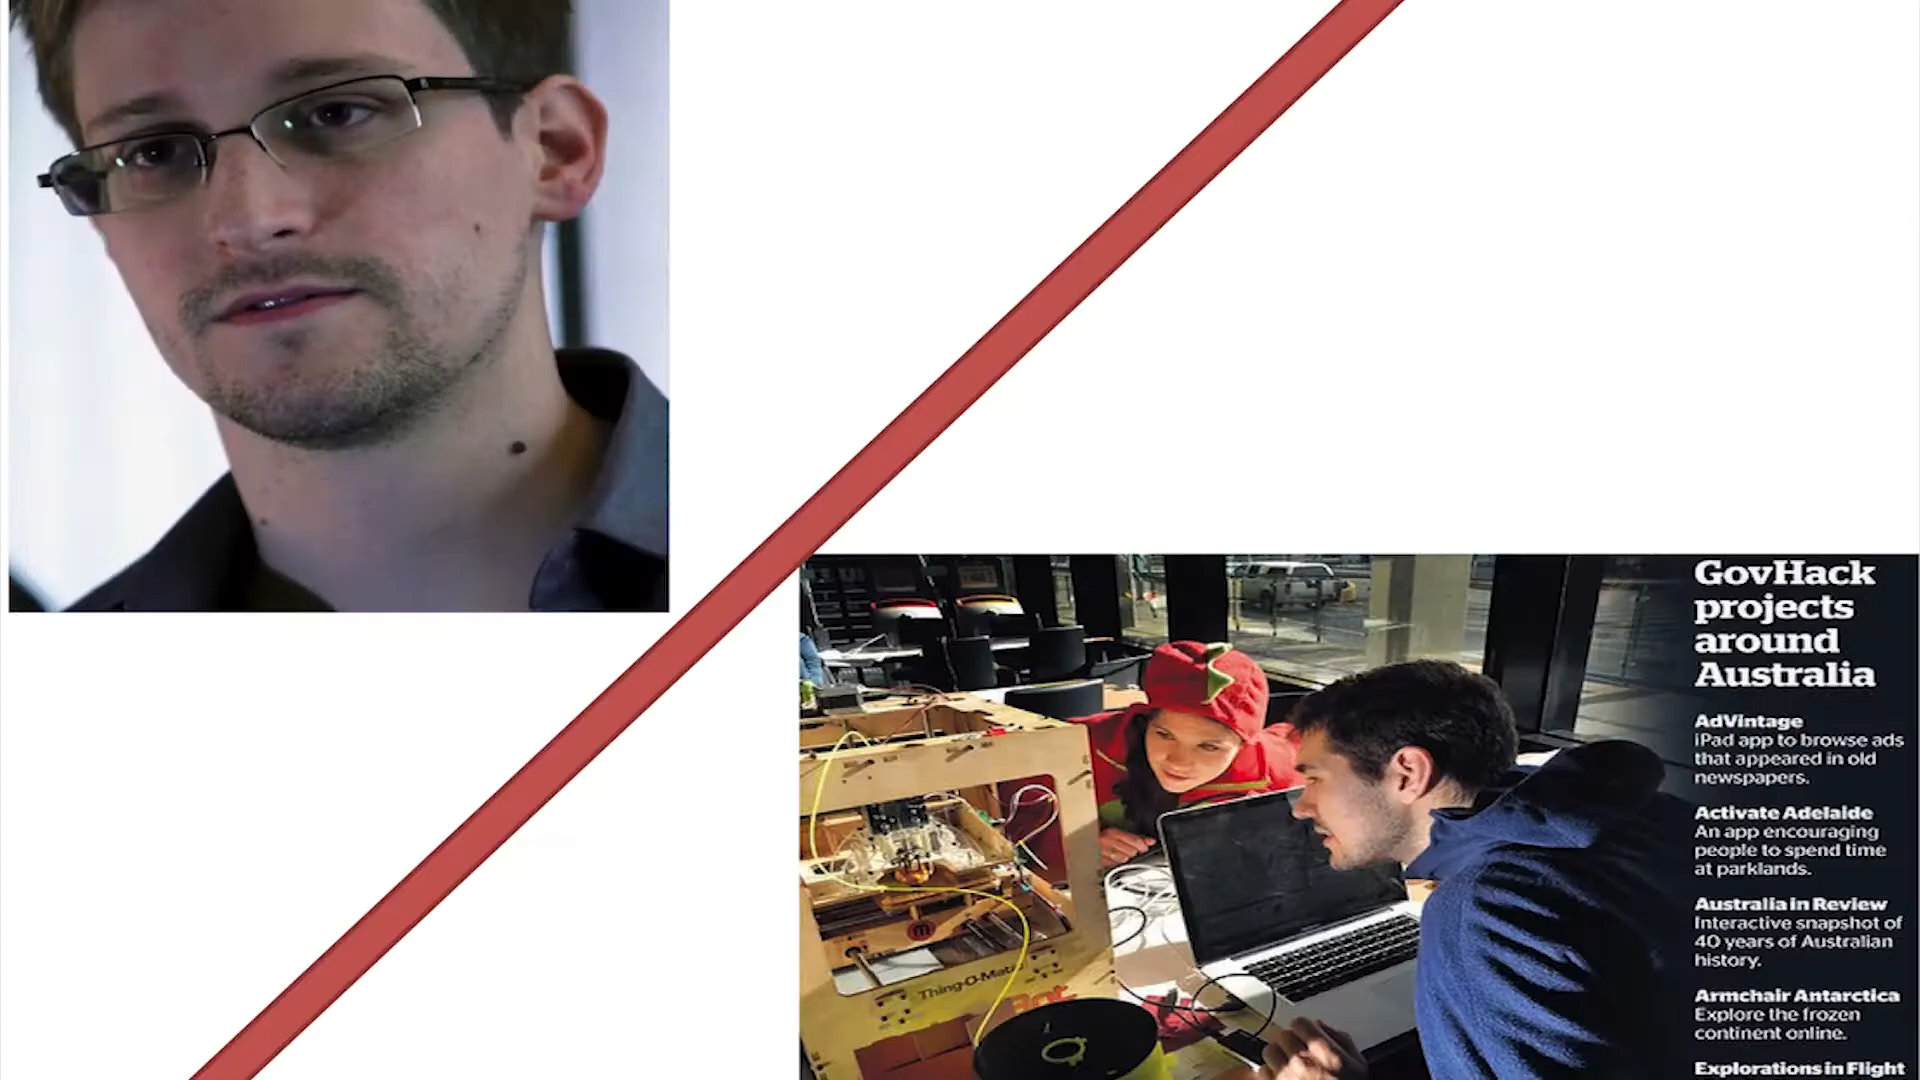 GovHack
projects
around
Australia
AdVintage
iPad app to browse ads
that appeared in old
newspapers.
Activate Adelaide
An app encouraging
people to spend time
at parklands.
Australia in Review
Interactive snapshot of
40 years of Australian
history.
Armchair Antarctica
Explore the frozen
continent online.
Explorations in Flight
Thing-O-Matic
Bot